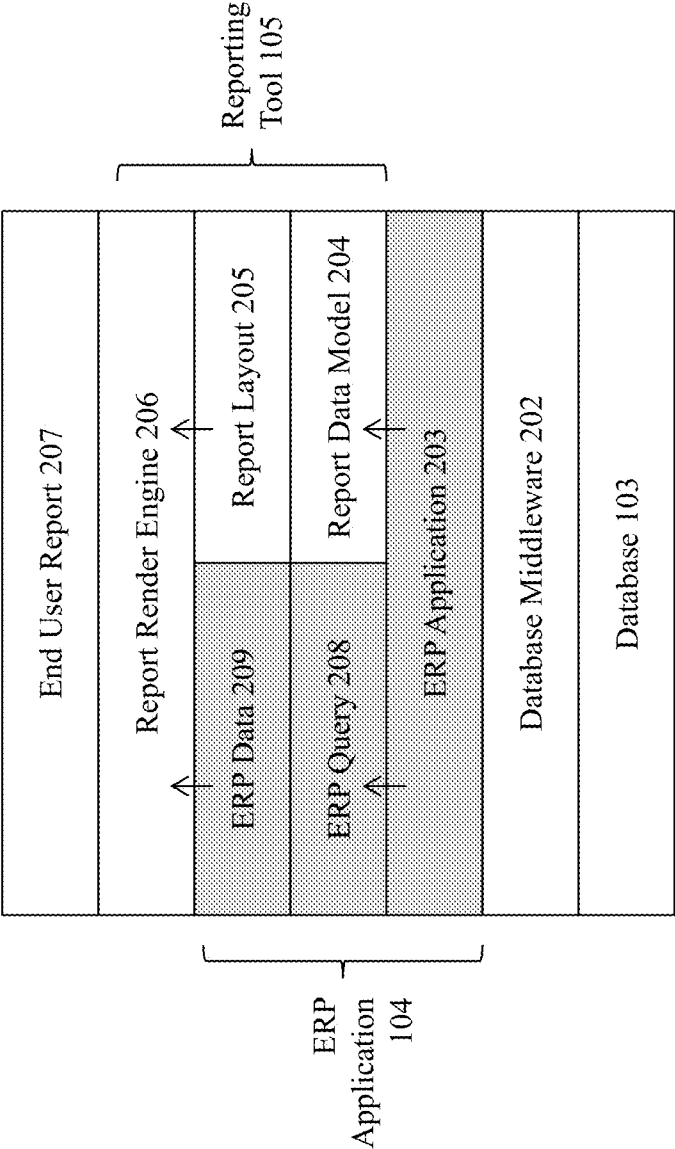 End User Report 207
Report Render Engine 206
Reporting
Tool 105
ERP Data 209
Report Layout 205
ERP
Application
104
ERP Query 208
Report Data Model 204
ERP Application 203
Database Middleware 202
Database 103